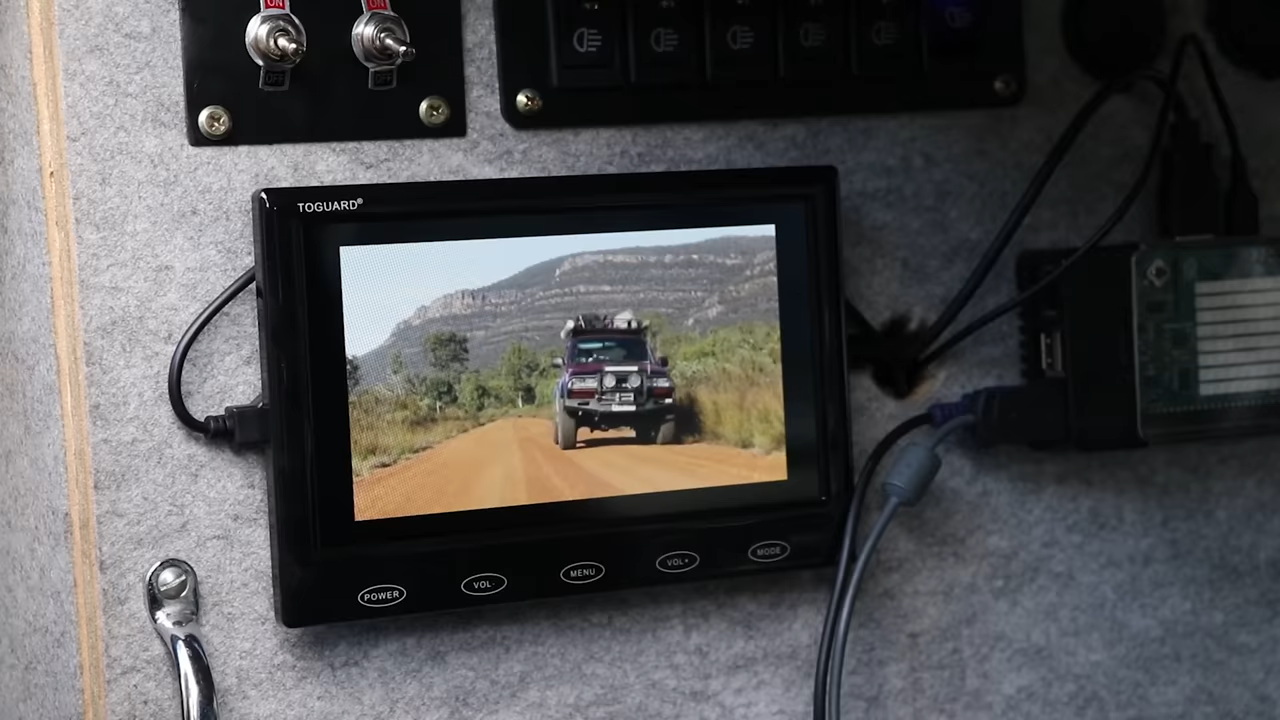 ON
ON
OFF
OFF
TOGUARD®
POWER
VOL-
MENU
VOL+
MODE